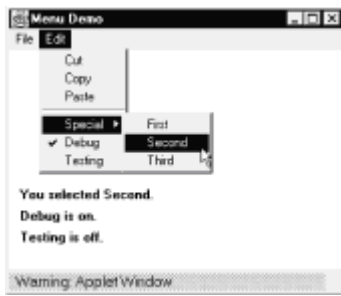 Menu Demo
File Edit
Cut
Copy
Paste
Special First
Debug Second
Testing Third
You selected Second.
Debug is on.
Testing is off.
Warning: Applet Window